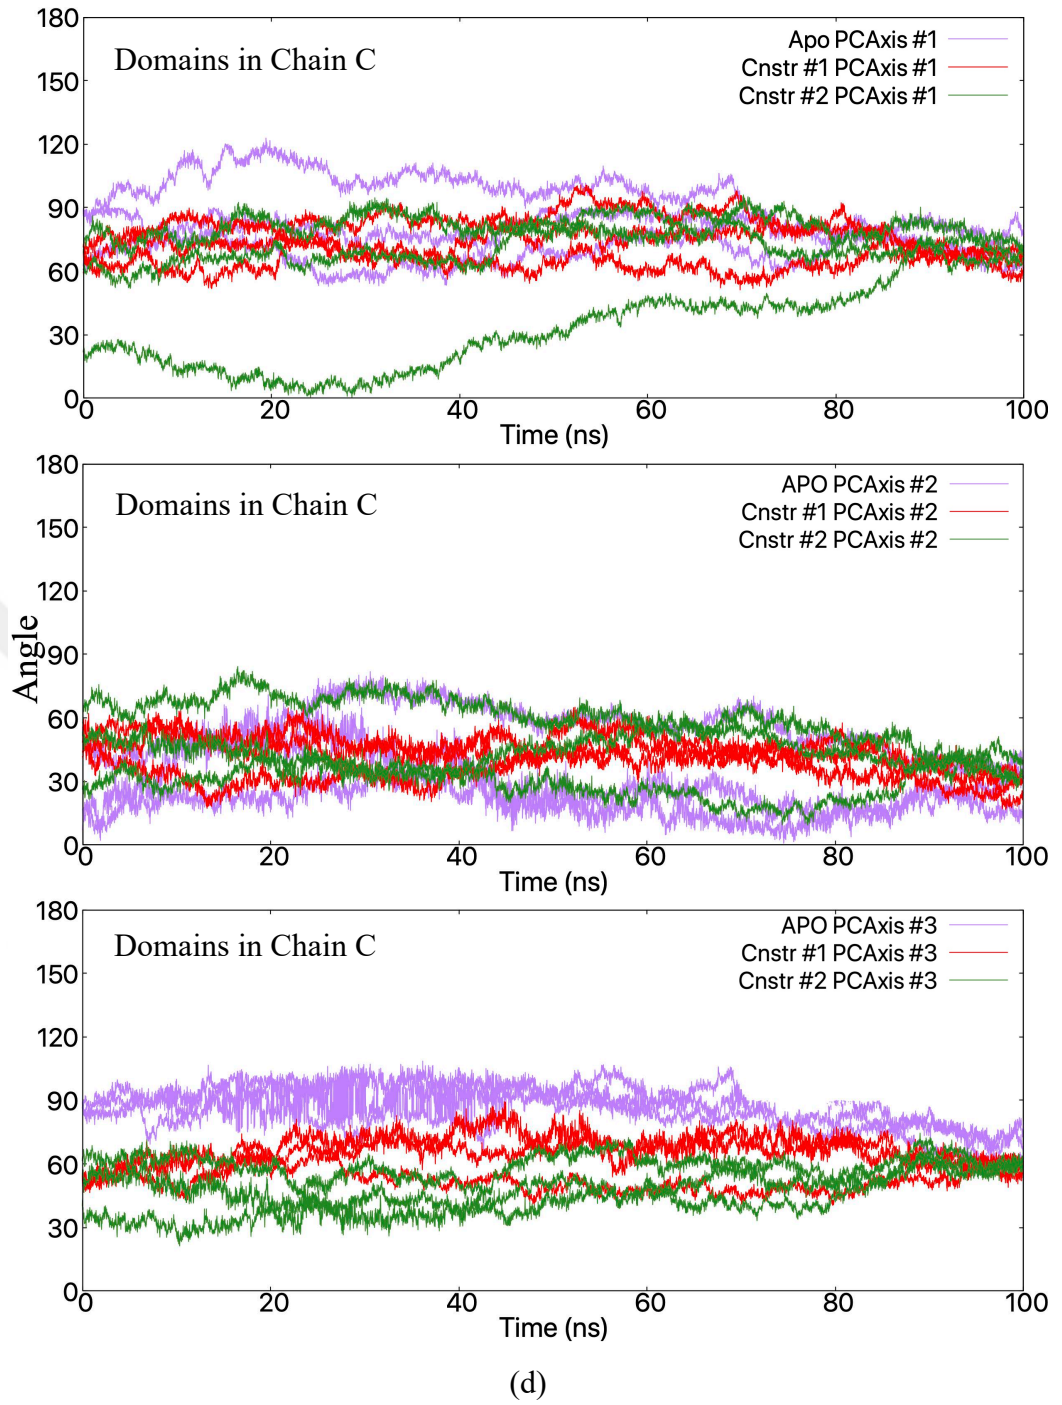 180
Domains in Chain C
Apo PCAxis #1
Cnstr #1 PCAxis #1
Cnstr #2 PCAxis #1
150
120
90
60
30
0
0 20 40 60 80 100
Time (ns)
180
Domains in Chain C
APO PCAxis #2
Cnstr #1 PCAxis #2
Cnstr #2 PCAxis #2
150
120
Angle
90
60
30
0
0 20 40 60 80 100
Time (ns)
180
Domains in Chain C
APO PCAxis #3
Cnstr #1 PCAxis #3
Cnstr #2 PCAxis #3
150
120
90
60
30
0
0 20 40 60 80 100
Time (ns)
(d)